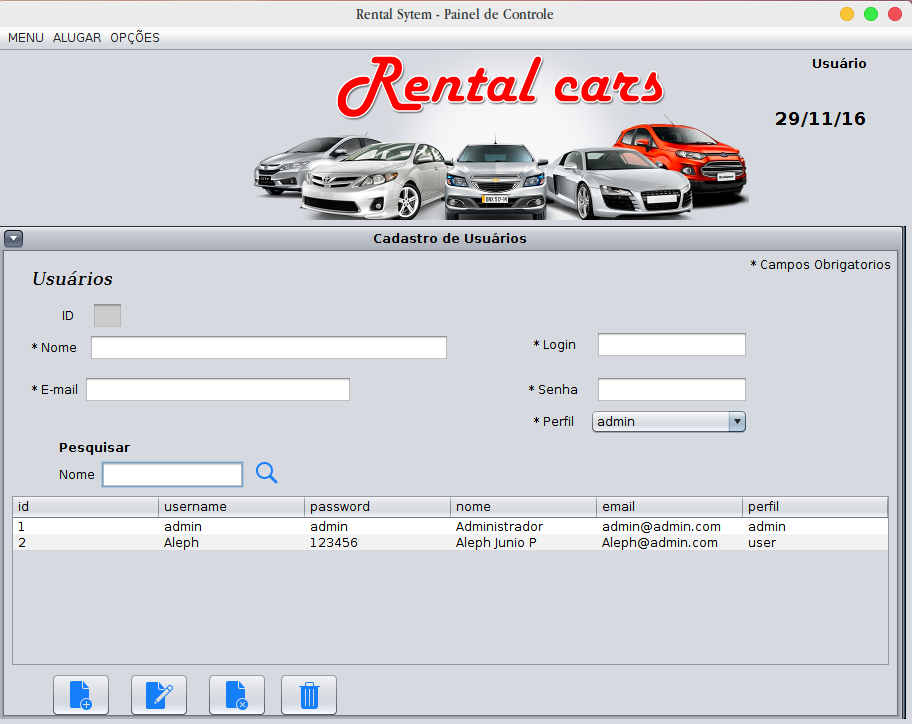 Rental Sytem - Painel de Controle
MENU ALUGAR OPÇÕES
Rental cars
Usuário
29/11/16
Cadastro de Usuários
* Campos Obrigatorios
Usuários
ID
* Nome
* Login
* E-mail
* Senha
* Perfil admin
Pesquisar
Nome
id username password nome email perfil
1 admin admin Administrador admin@admin.com admin
2 Aleph 123456 Aleph Junio P Aleph@admin.com user